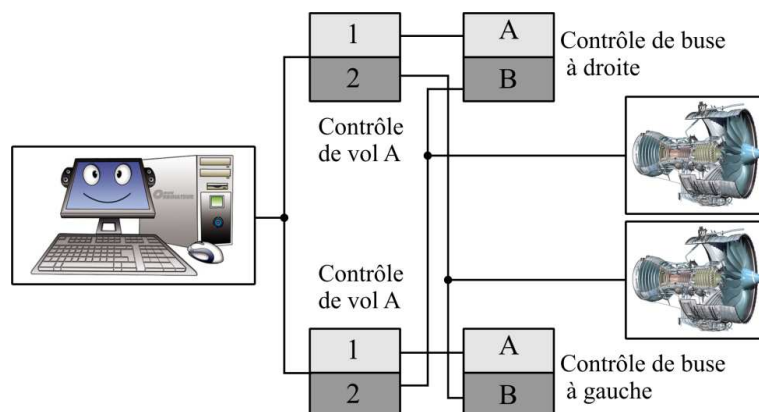 1
2
A
B
Contrôle de buse
à droite
Contrôle
de vol A
Contrôle
de vol A
1
2
A
B
Contrôle de buse
à gauche